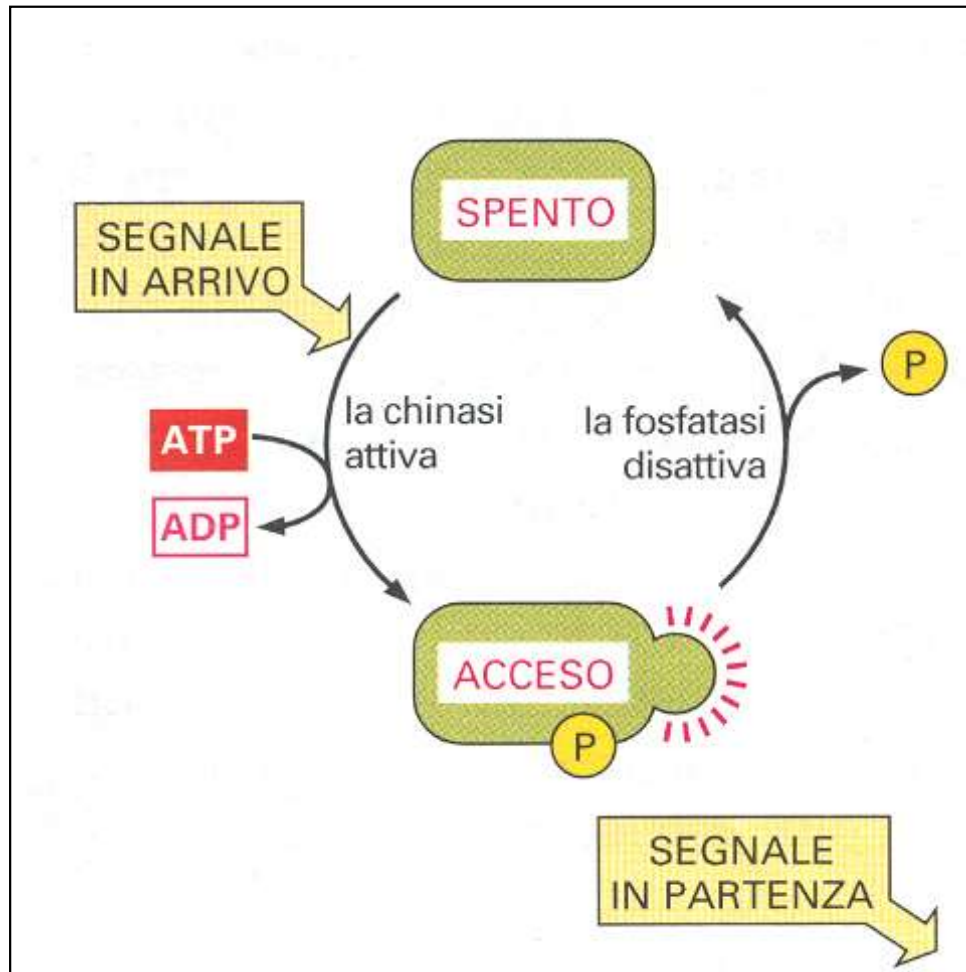 SPENTO
SEGNALE
IN ARRIVO
P
la chinasi
attiva
la fosfatasi
disattiva
ATP
ADP
ACCESO
P
SEGNALE
IN PARTENZA